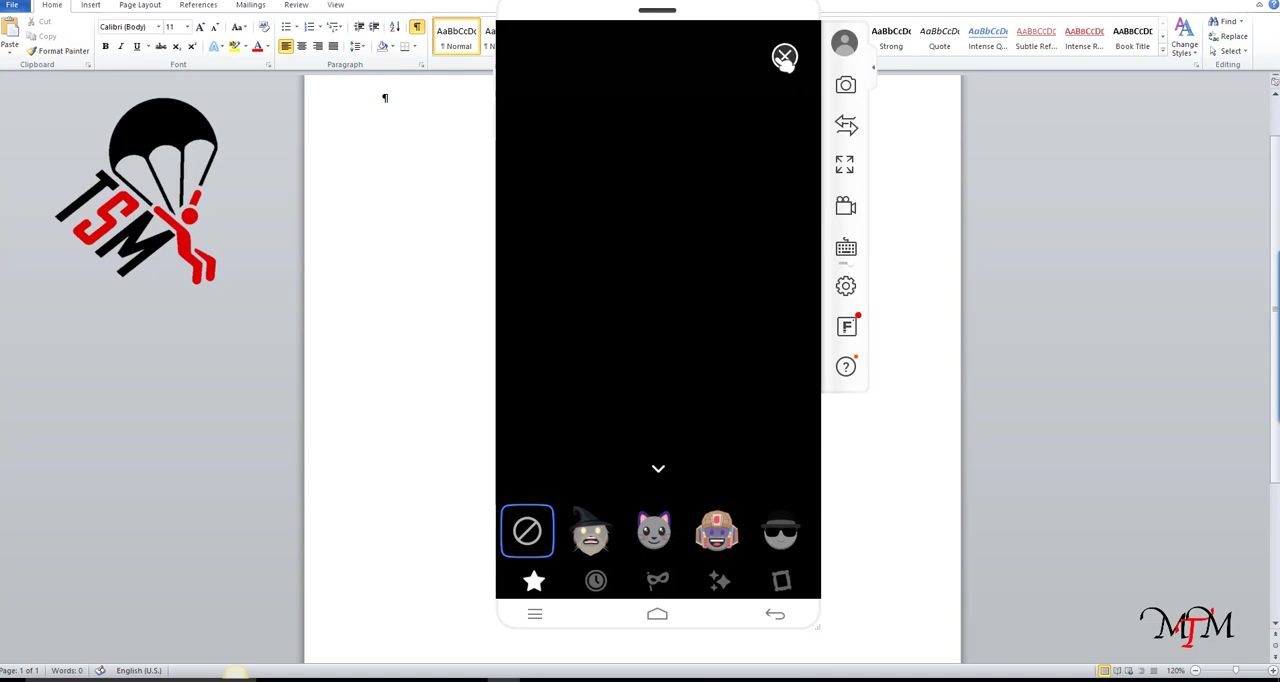 File Home Insert Page Layout References Mailings Review View
Cut
Copy
Paste Format Painter
Clipboard
Calibri (Body) 11
Font
Paragraph
AaBbCcDc AaBbCcDc AaBbCcDc AaBbCcDc AaBbCcDc AaBbCcDc AaBbCcDc
¶ Normal Strong Quote Intense Q... Subtle Ref... Intense R... Book Title
Change Styles
Find
Replace
Select
Editing
¶
TSM
F
?
MTM
Page: 1 of 1 Words: 0 English (U.S.) 120%